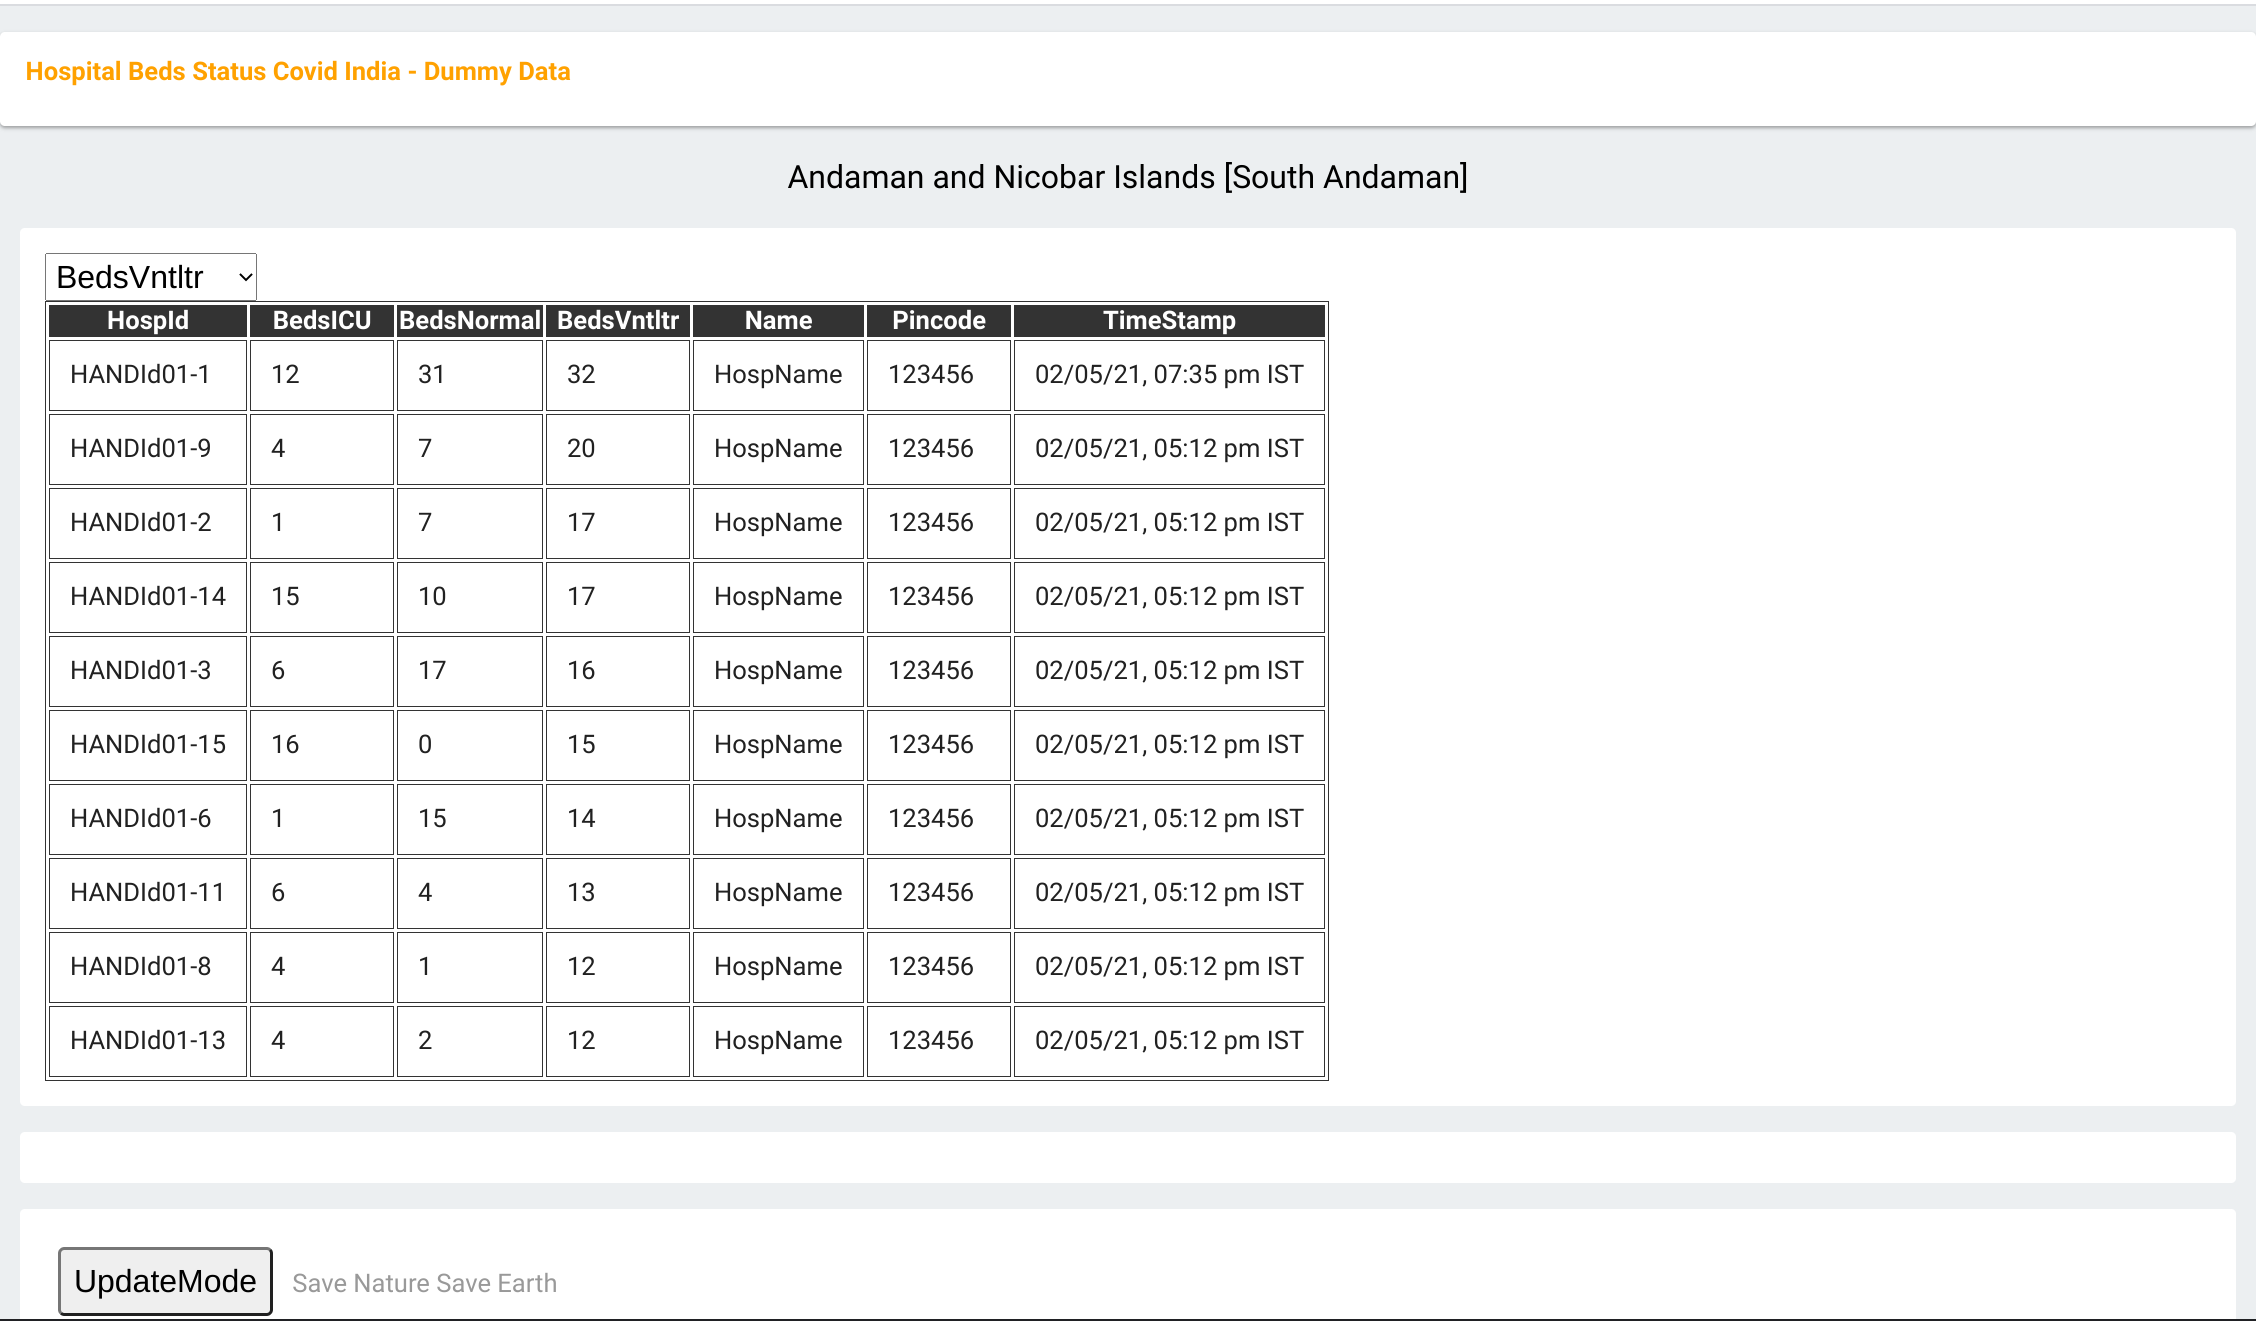 Hospital Beds Status Covid India - Dummy Data
Andaman and Nicobar Islands [South Andaman]
BedsVntltr
HospId BedsICU BedsNormal BedsVntltr Name Pincode TimeStamp
HANDId01-1 12 31 32 HospName 123456 02/05/21, 07:35 pm IST
HANDId01-9 4 7 20 HospName 123456 02/05/21, 05:12 pm IST
HANDId01-2 1 7 17 HospName 123456 02/05/21, 05:12 pm IST
HANDId01-14 15 10 17 HospName 123456 02/05/21, 05:12 pm IST
HANDId01-3 6 17 16 HospName 123456 02/05/21, 05:12 pm IST
HANDId01-15 16 0 15 HospName 123456 02/05/21, 05:12 pm IST
HANDId01-6 1 15 14 HospName 123456 02/05/21, 05:12 pm IST
HANDId01-11 6 4 13 HospName 123456 02/05/21, 05:12 pm IST
HANDId01-8 4 1 12 HospName 123456 02/05/21, 05:12 pm IST
HANDId01-13 4 2 12 HospName 123456 02/05/21, 05:12 pm IST
UpdateMode Save Nature Save Earth